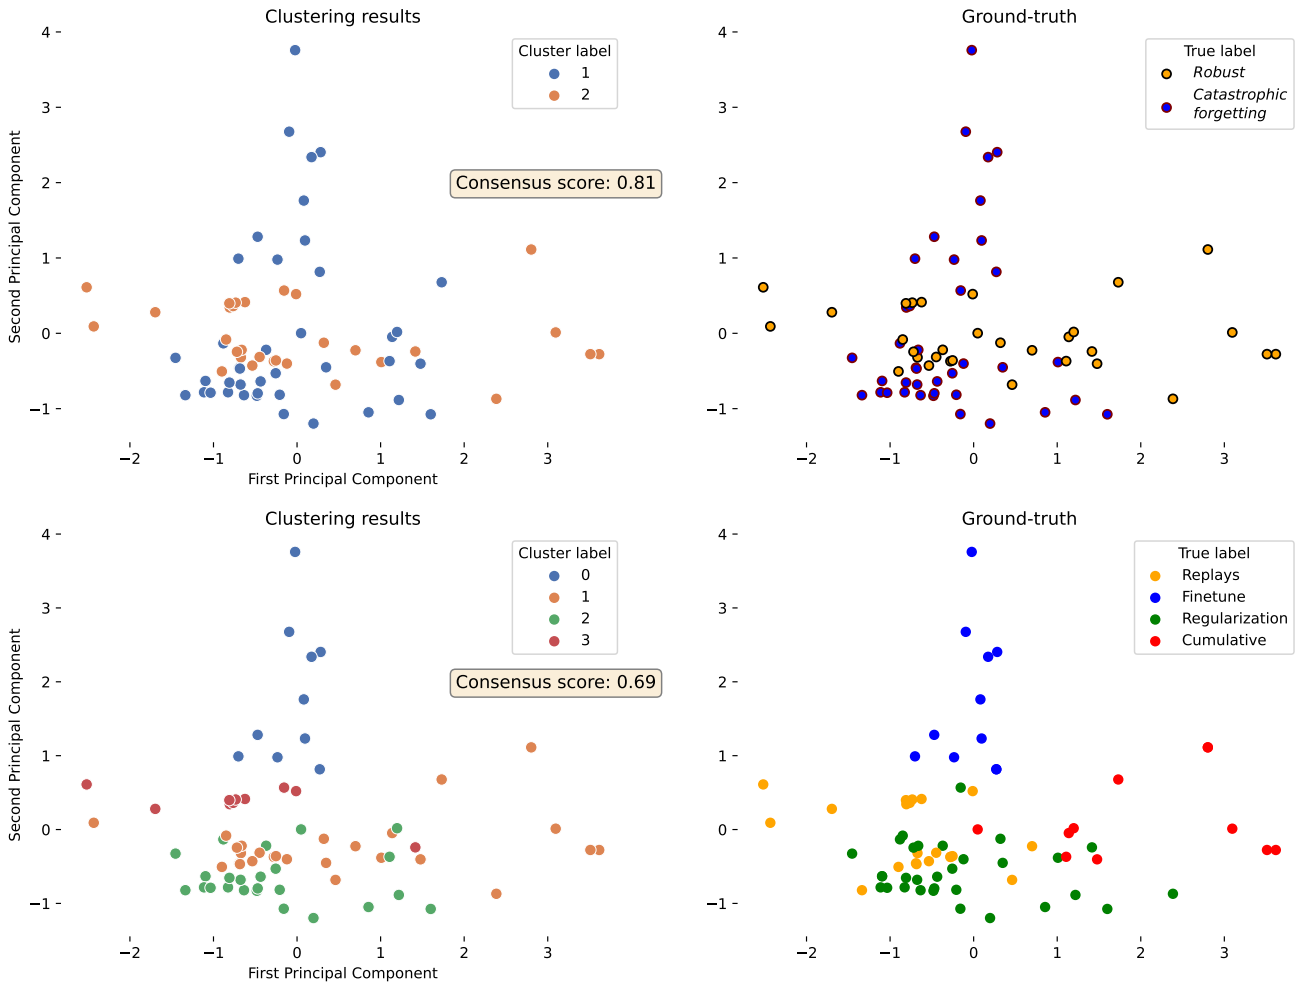 Clustering results
Second Principal Component
4
3
2
1
0
−1
Cluster label
1
2
Consensus score: 0.81
−2 −1 0 1 2 3
First Principal Component
Ground-truth
4
3
2
1
0
−1
True label
Robust
Catastrophic
forgetting
−2 −1 0 1 2 3
Clustering results
Second Principal Component
4
3
2
1
0
−1
Cluster label
0
1
2
3
Consensus score: 0.69
−2 −1 0 1 2 3
First Principal Component
Ground-truth
4
3
2
1
0
−1
True label
Replays
Finetune
Regularization
Cumulative
−2 −1 0 1 2 3